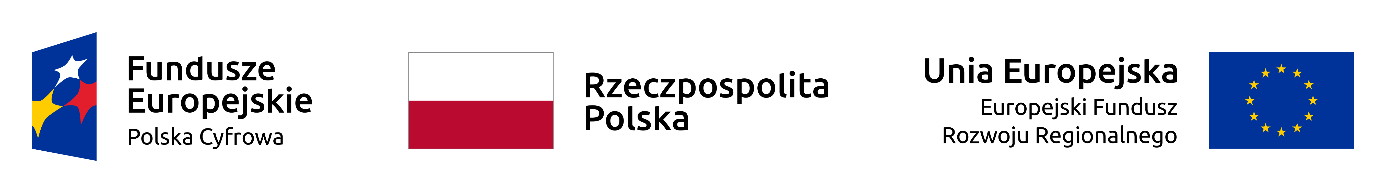 Fundusze
Europejskie
Polska Cyfrowa
Rzeczpospolita
Polska
Unia Europejska
Europejski Fundusz
Rozwoju Regionalnego